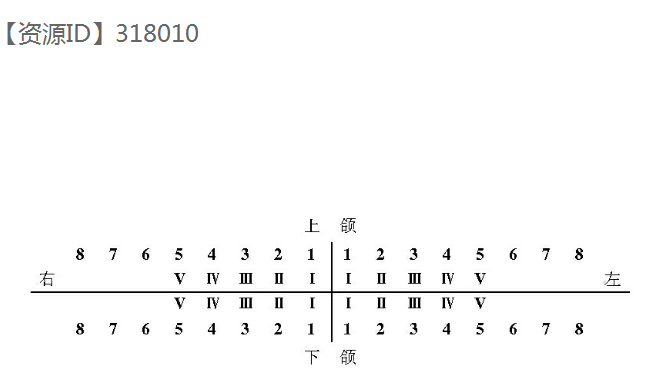 【资源ID】318010
上 颌
8 7 6 5 4 3 2 1 1 2 3 4 5 6 7 8
右 Ⅴ Ⅳ Ⅲ Ⅱ Ⅰ Ⅰ Ⅱ Ⅲ Ⅳ Ⅴ 左
Ⅴ Ⅳ Ⅲ Ⅱ Ⅰ Ⅰ Ⅱ Ⅲ Ⅳ Ⅴ
8 7 6 5 4 3 2 1 1 2 3 4 5 6 7 8
下 颌